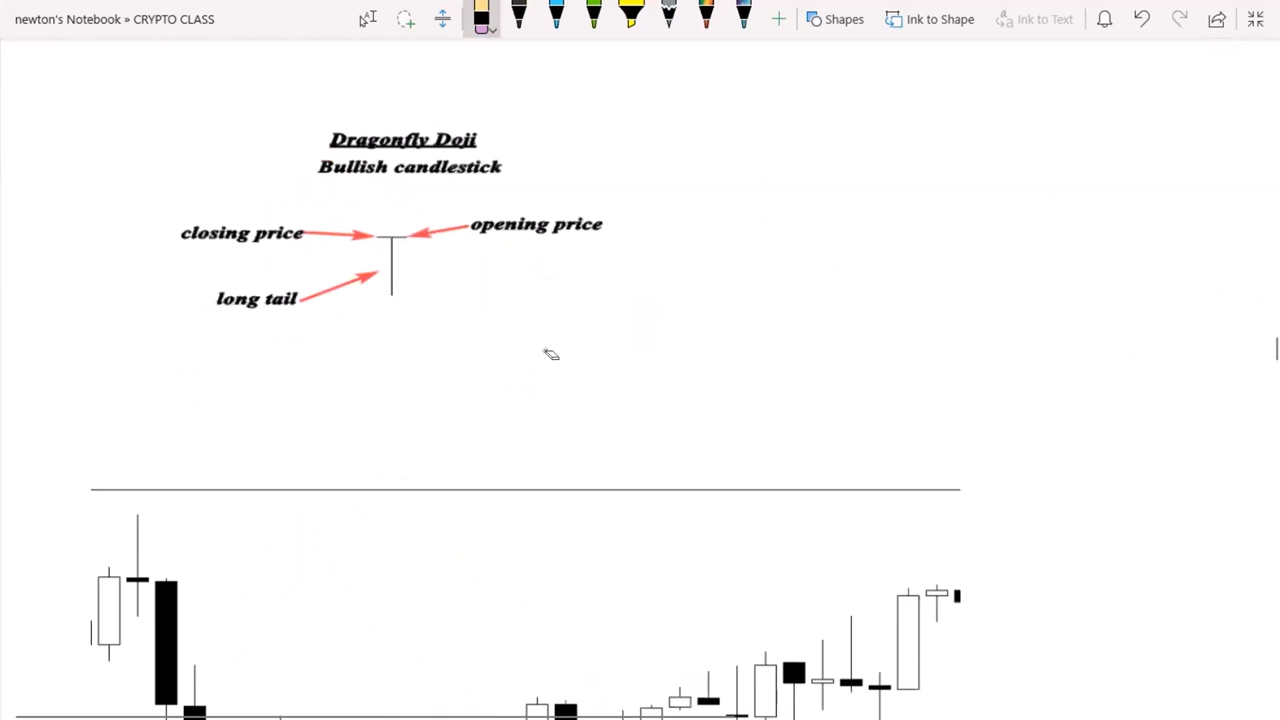 newton's Notebook » CRYPTO CLASS
Shapes
Ink to Shape
Ink to Text
Dragonfly Doji
Bullish candlestick
closing price
opening price
long tail